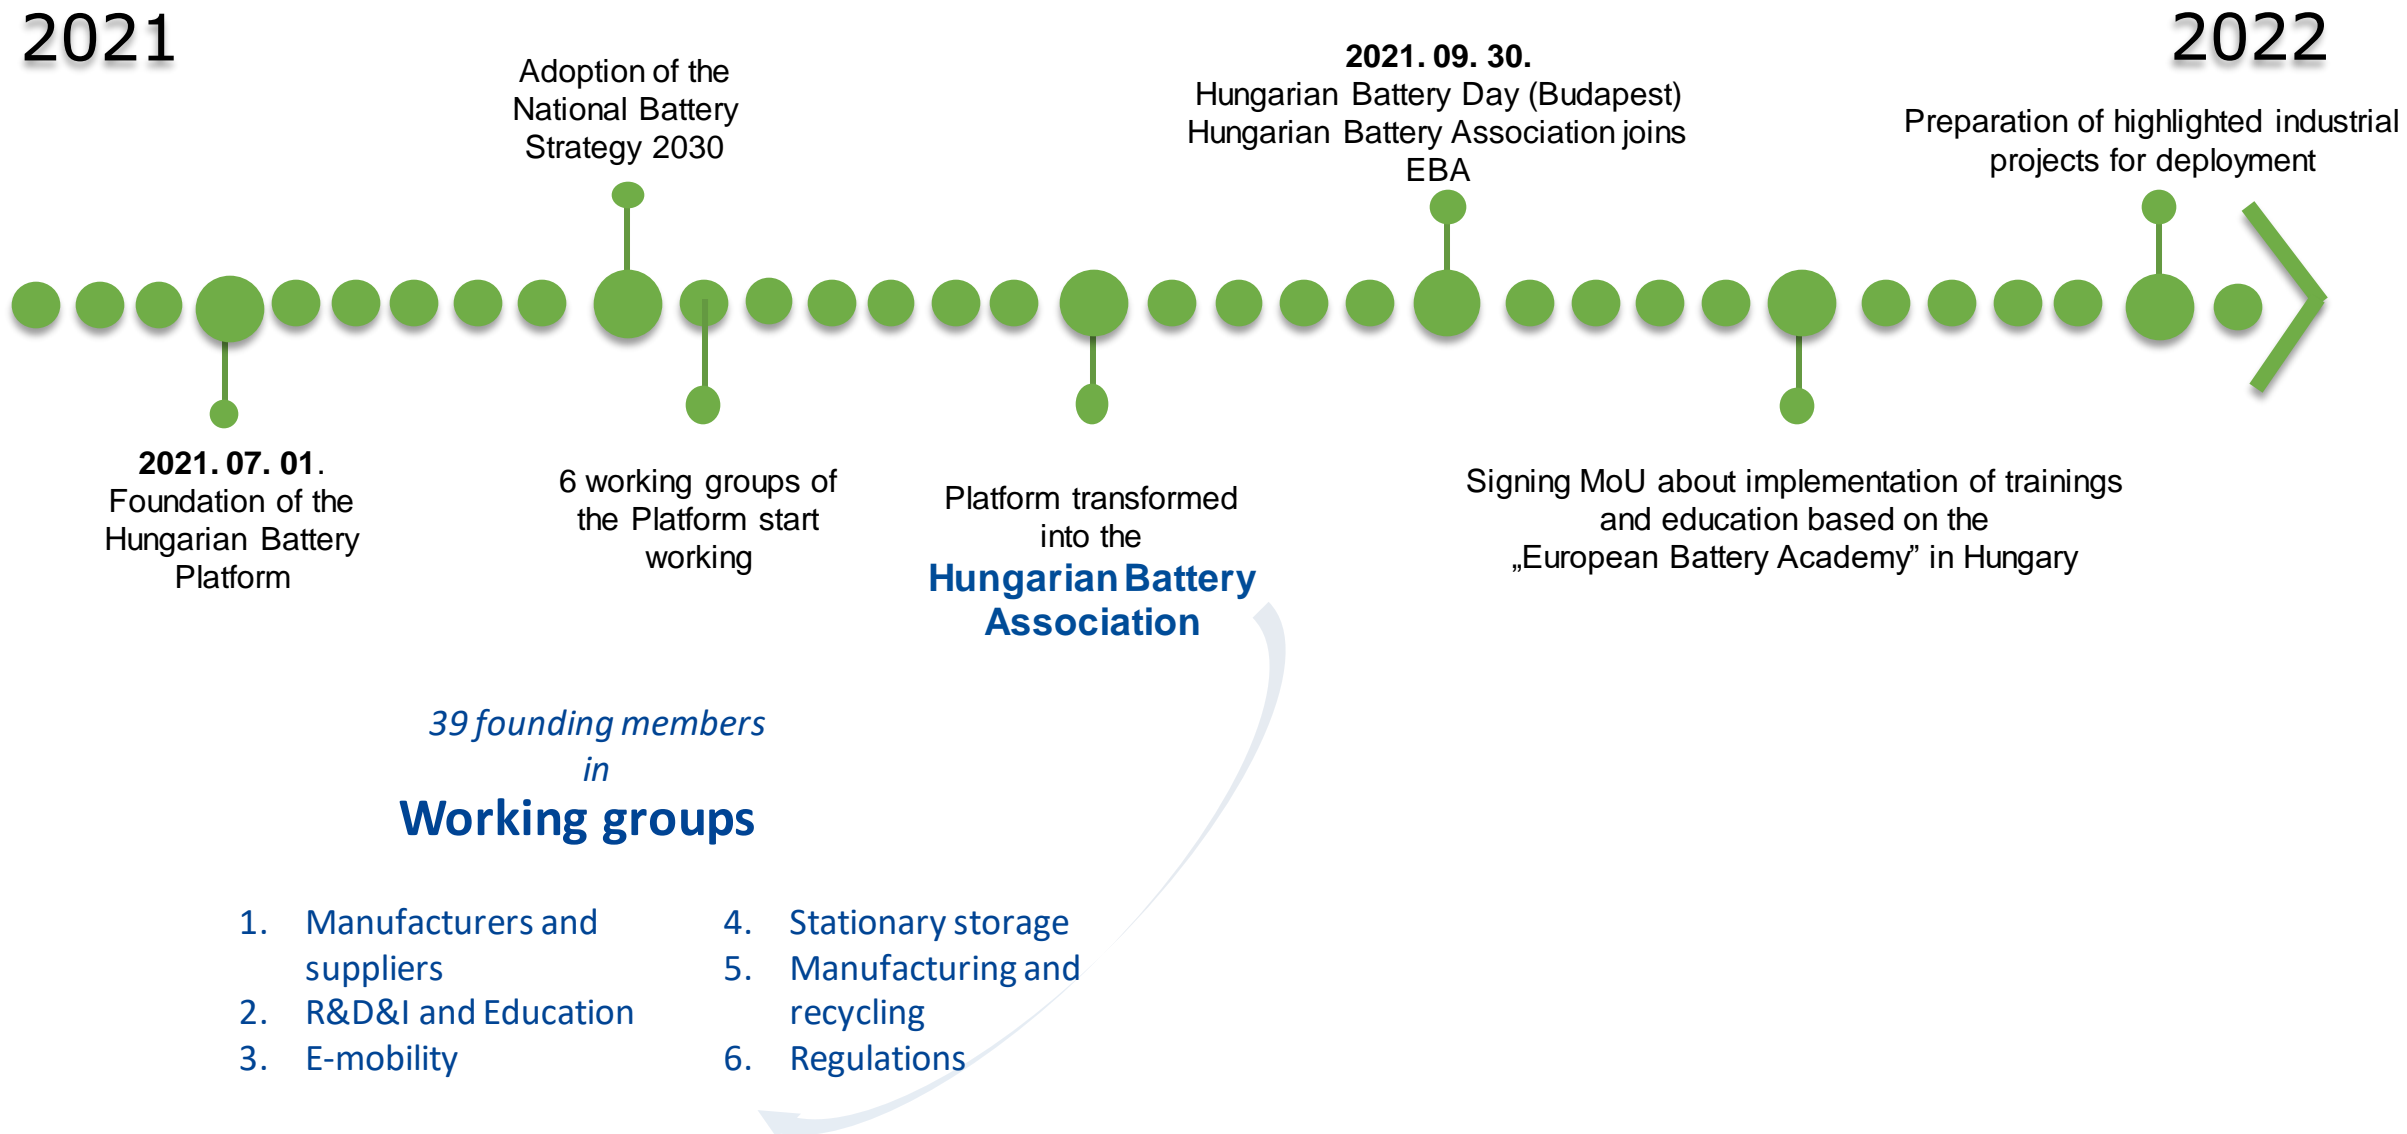 2021
2022
Adoption of the
National Battery
Strategy 2030
2021. 09. 30.
Hungarian Battery Day (Budapest)
Hungarian Battery Association joins
EBA
Preparation of highlighted industrial
projects for deployment
2021. 07. 01.
Foundation of the
Hungarian Battery
Platform
6 working groups of
the Platform start
working
Platform transformed
into the
Hungarian Battery
Association
Signing MoU about implementation of trainings
and education based on the
„European Battery Academy” in Hungary
39 founding members
in
Working groups
1. Manufacturers and
suppliers
2. R&D&I and Education
3. E-mobility
4. Stationary storage
5. Manufacturing and
recycling
6. Regulations